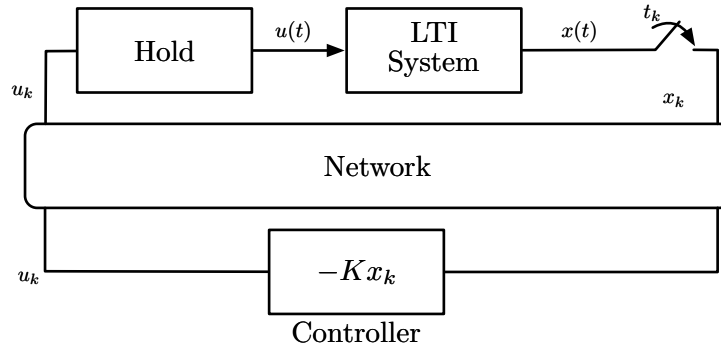 t_k
Hold
u(t)
LTI
System
x(t)
u_k
x_k
Network
u_k
−Kx_k
Controller